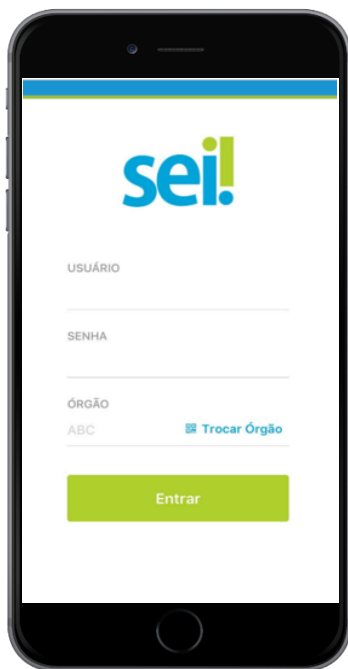 sei!
USUÁRIO
SENHA
ÓRGÃO
ABC Trocar Órgão
Entrar